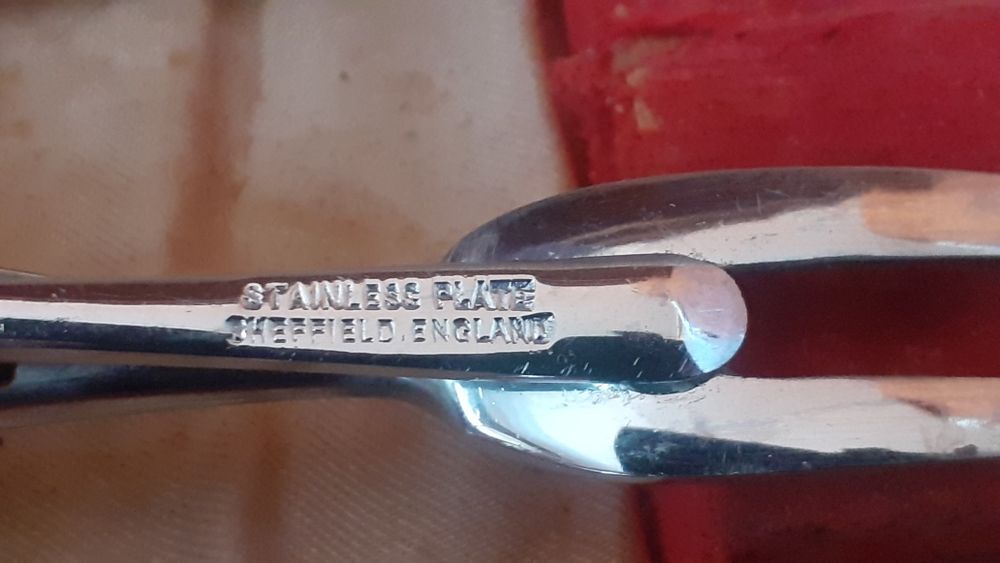 STAINLESS PLATE
SHEFFIELD, ENGLAND